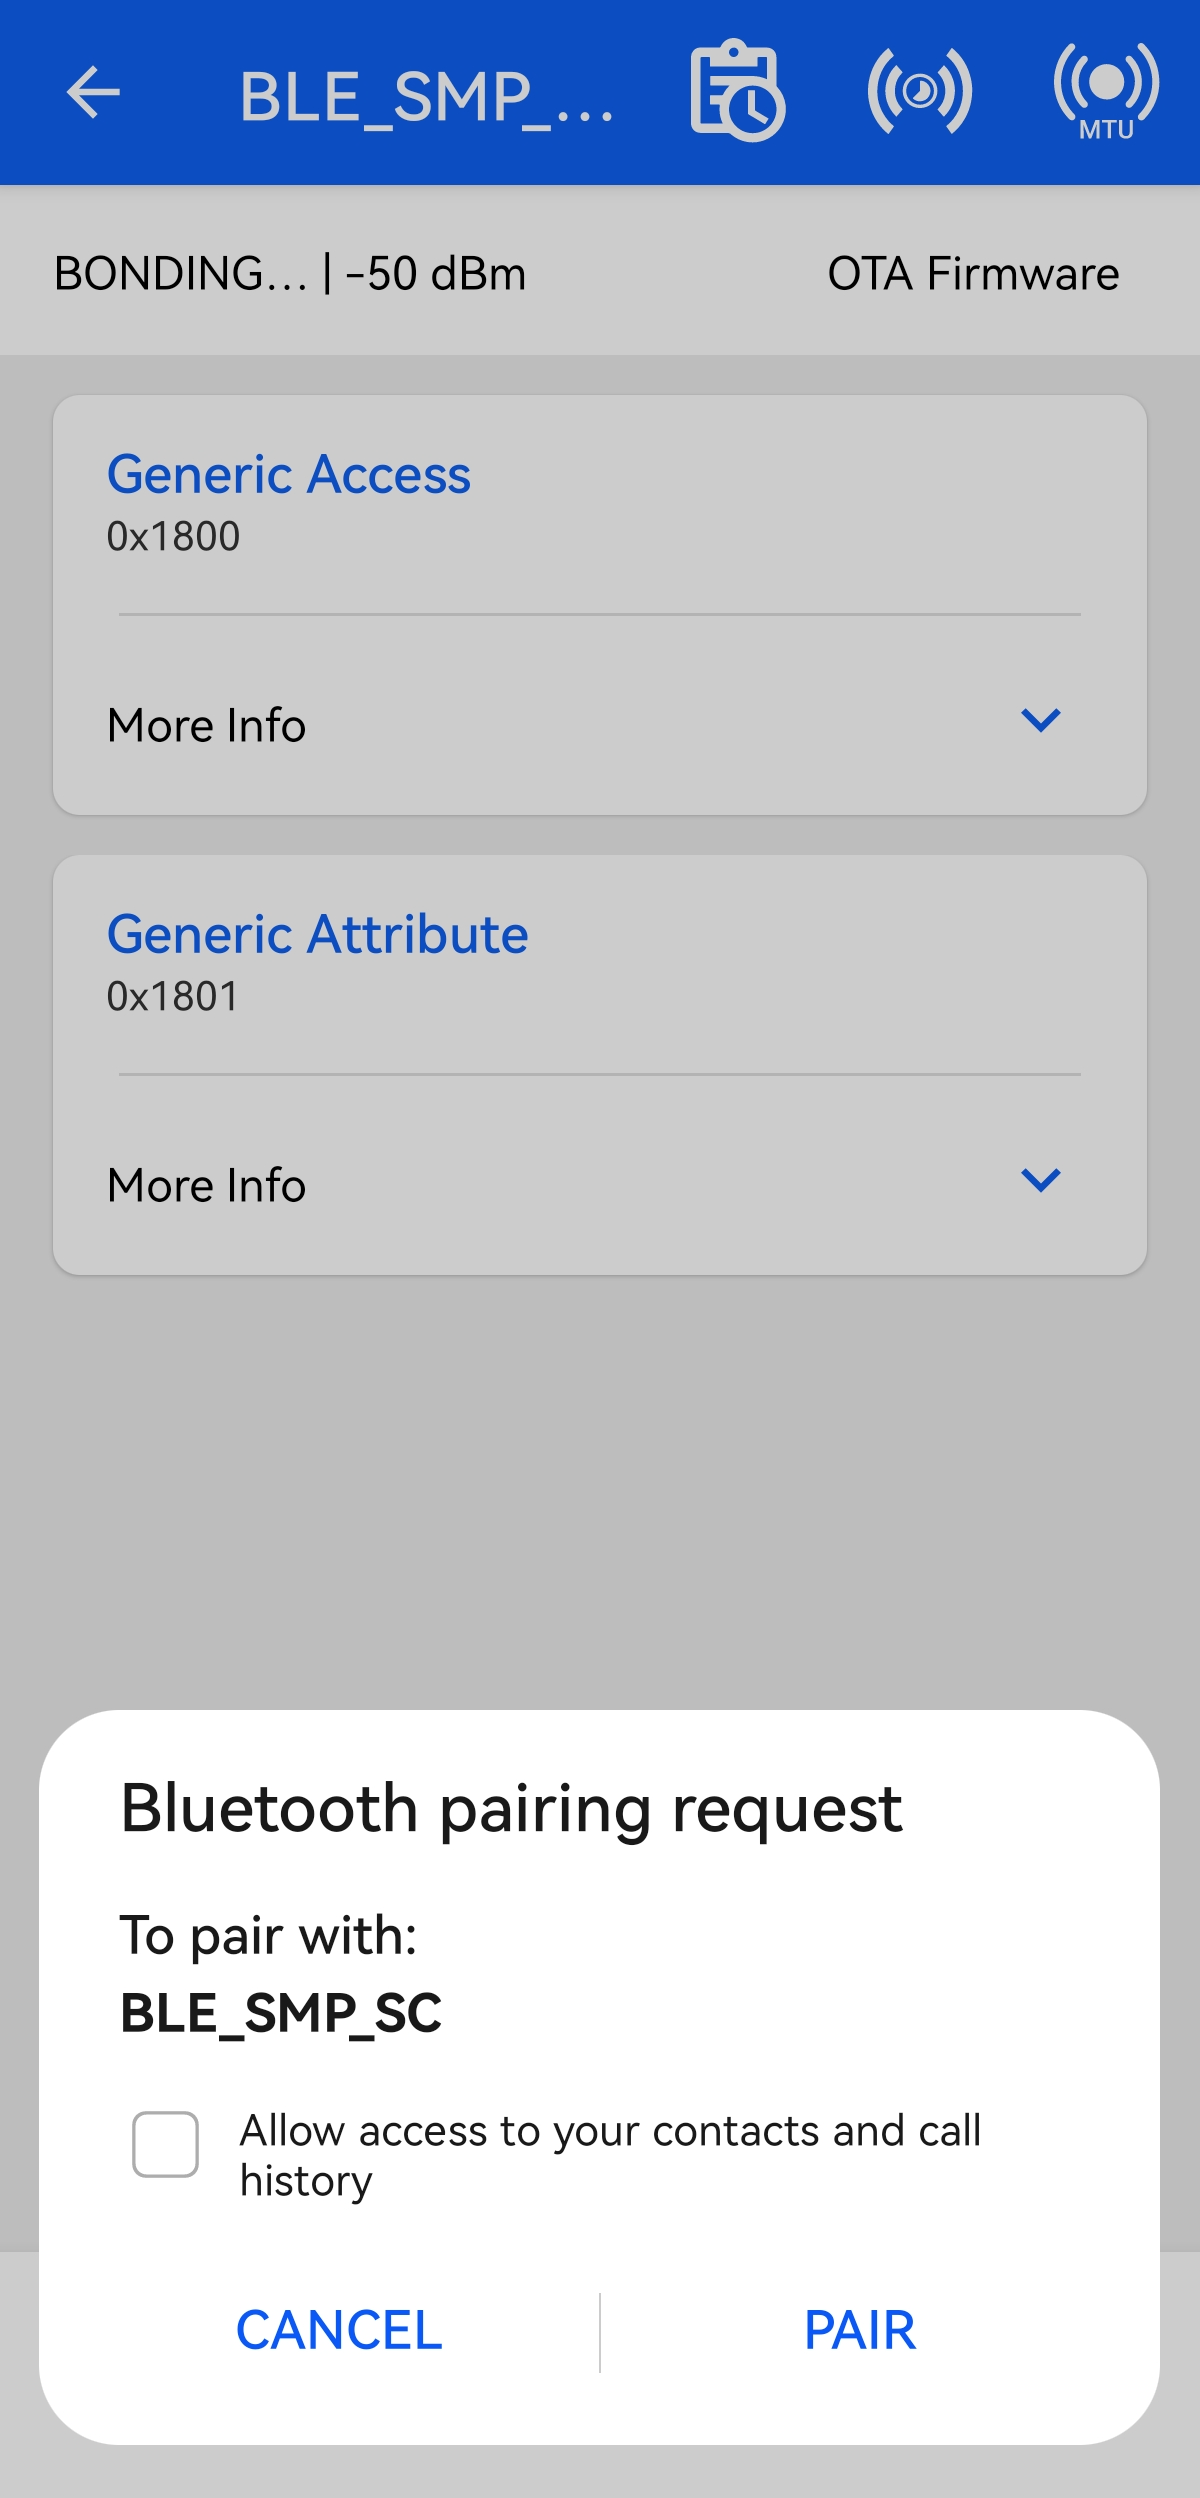 BLE_SMP_...
MTU
BONDING... | -50 dBm
OTA Firmware
Generic Access
0x1800
More Info
Generic Attribute
0x1801
More Info
Bluetooth pairing request
To pair with:
BLE_SMP_SC
Allow access to your contacts and call
history
CANCEL
PAIR